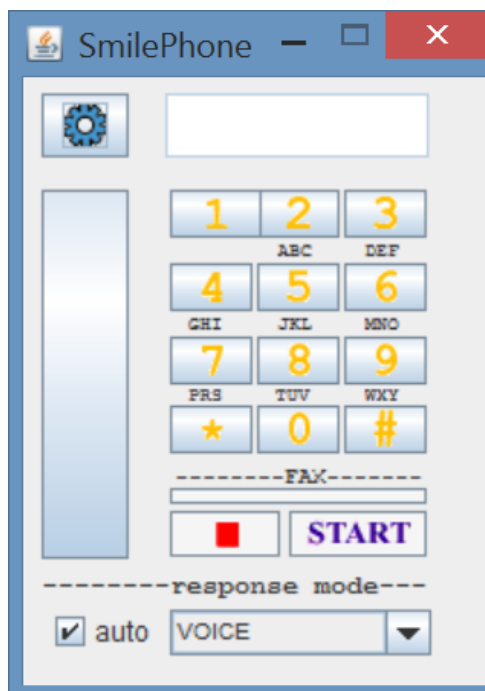 SmilePhone
1 2 3
ABC DEF
4 5 6
GHI JKL MNO
7 8 9
PRS TUV WXY
* 0 #
--------FAX-------
START
--------response mode---
auto VOICE